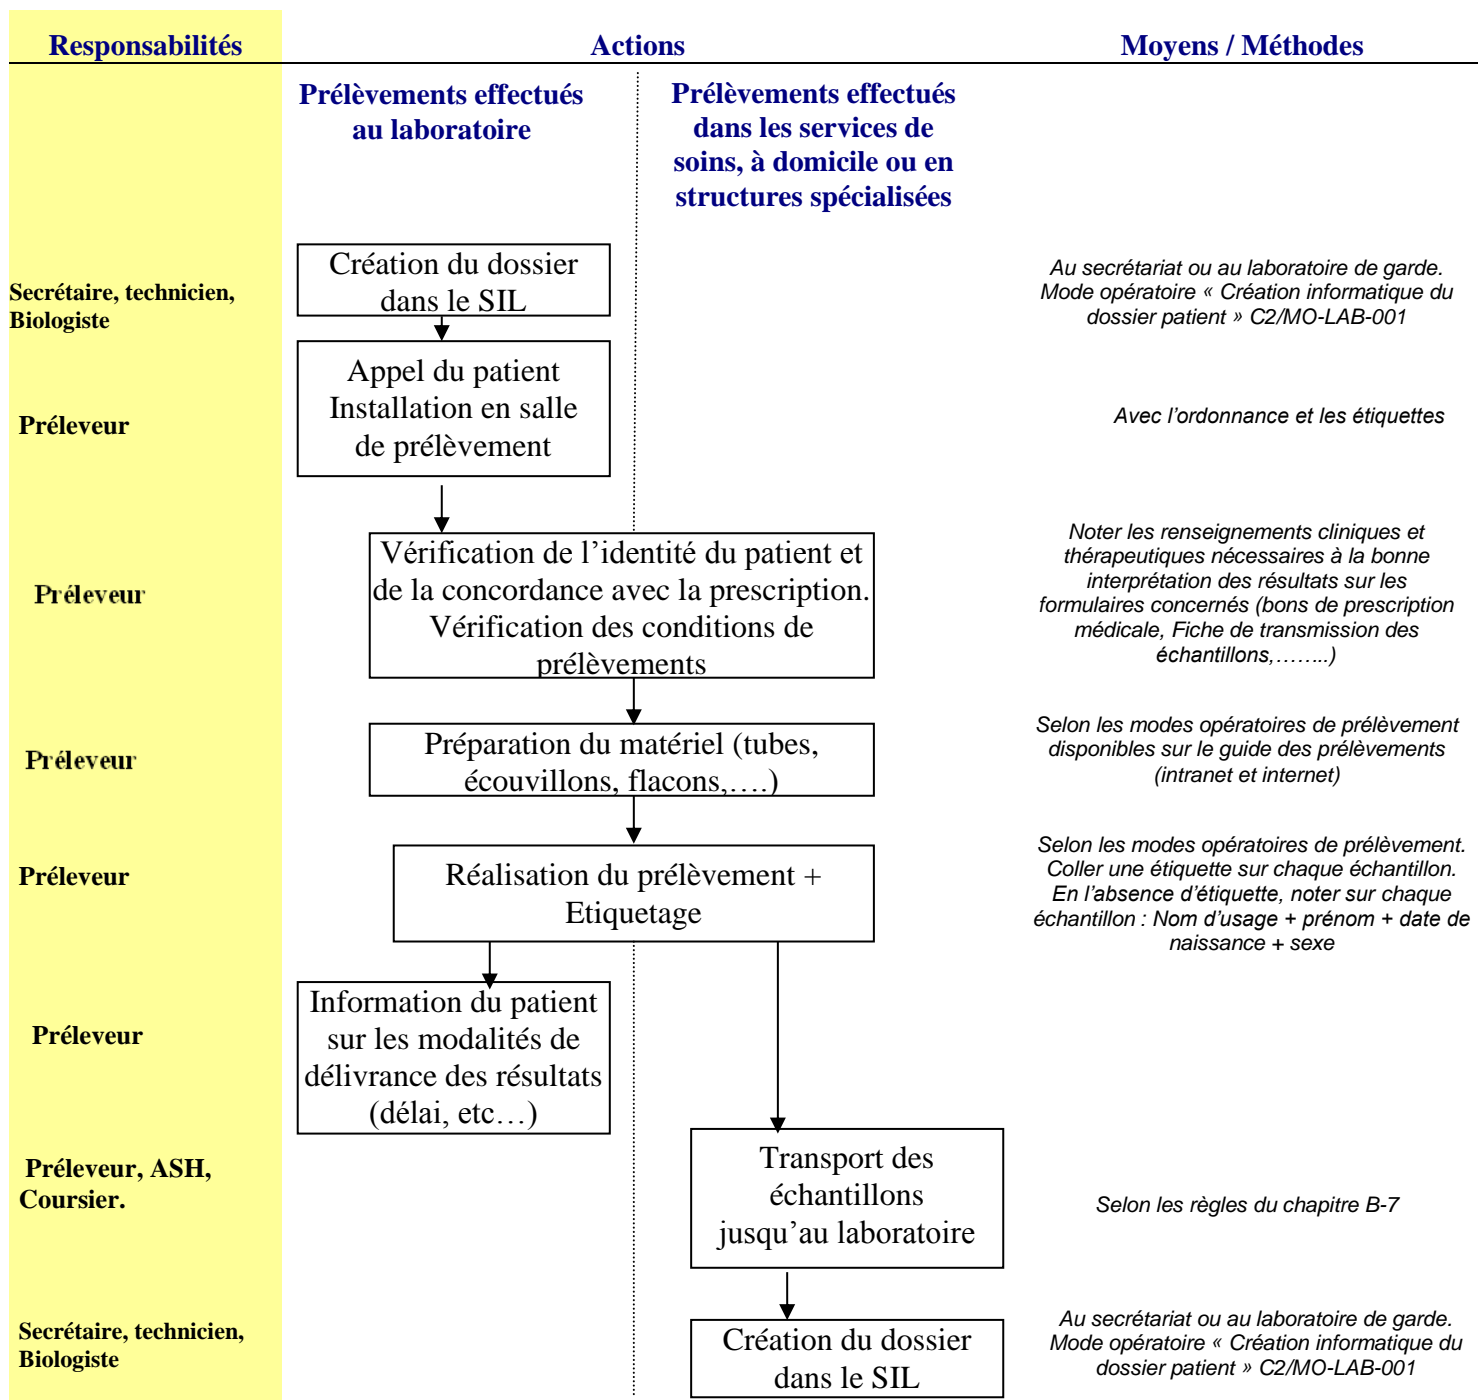 Responsabilités
Actions
Moyens / Méthodes
Prélèvements effectués
au laboratoire
Prélèvements effectués
dans les services de
soins, à domicile ou en
structures spécialisées
Secrétaire, technicien,
Biologiste
Création du dossier
dans le SIL
Au secrétariat ou au laboratoire de garde.
Mode opératoire « Création informatique du
dossier patient » C2/MO-LAB-001
Préleveur
Appel du patient
Installation en salle
de prélèvement
Avec l’ordonnance et les étiquettes
Préleveur
Vérification de l’identité du patient et
de la concordance avec la prescription.
Vérification des conditions de
prélèvements
Noter les renseignements cliniques et
thérapeutiques nécessaires à la bonne
interprétation des résultats sur les
formulaires concernés (bons de prescription
médicale, Fiche de transmission des
échantillons,……..)
Préleveur
Préparation du matériel (tubes,
écouvillons, flacons,….)
Selon les modes opératoires de prélèvement
disponibles sur le guide des prélèvements
(intranet et internet)
Préleveur
Réalisation du prélèvement +
Etiquetage
Selon les modes opératoires de prélèvement.
Coller une étiquette sur chaque échantillon.
En l’absence d’étiquette, noter sur chaque
échantillon : Nom d’usage + prénom + date de
naissance + sexe
Préleveur
Information du patient
sur les modalités de
délivrance des résultats
(délai, etc…)
Préleveur, ASH,
Coursier.
Transport des
échantillons
jusqu’au laboratoire
Selon les règles du chapitre B-7
Secrétaire, technicien,
Biologiste
Création du dossier
dans le SIL
Au secrétariat ou au laboratoire de garde.
Mode opératoire « Création informatique du
dossier patient » C2/MO-LAB-001